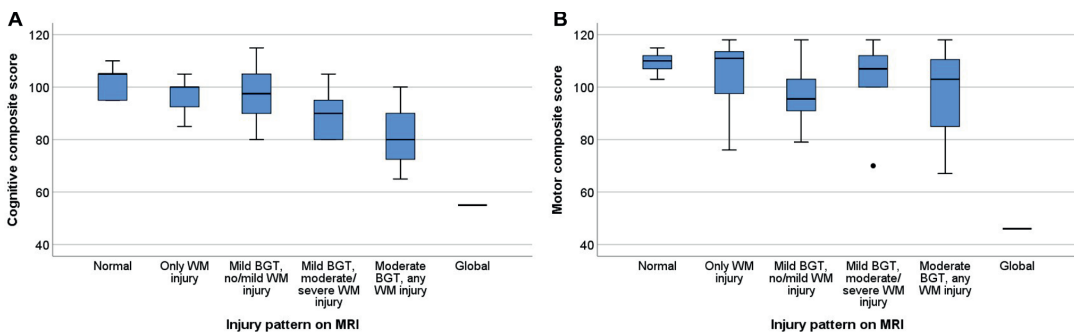 A
Cognitive composite score
120
100
80
60
40
Normal
Only WM
injury
Mild BGT,
no/mild WM
injury
Mild BGT,
moderate/
severe WM
injury
Moderate
BGT, any
WM injury
Global
Injury pattern on MRI
B
Motor composite score
120
100
80
60
40
Normal
Only WM
injury
Mild BGT,
no/mild WM
injury
Mild BGT,
moderate/
severe WM
injury
Moderate
BGT, any
WM injury
Global
Injury pattern on MRI